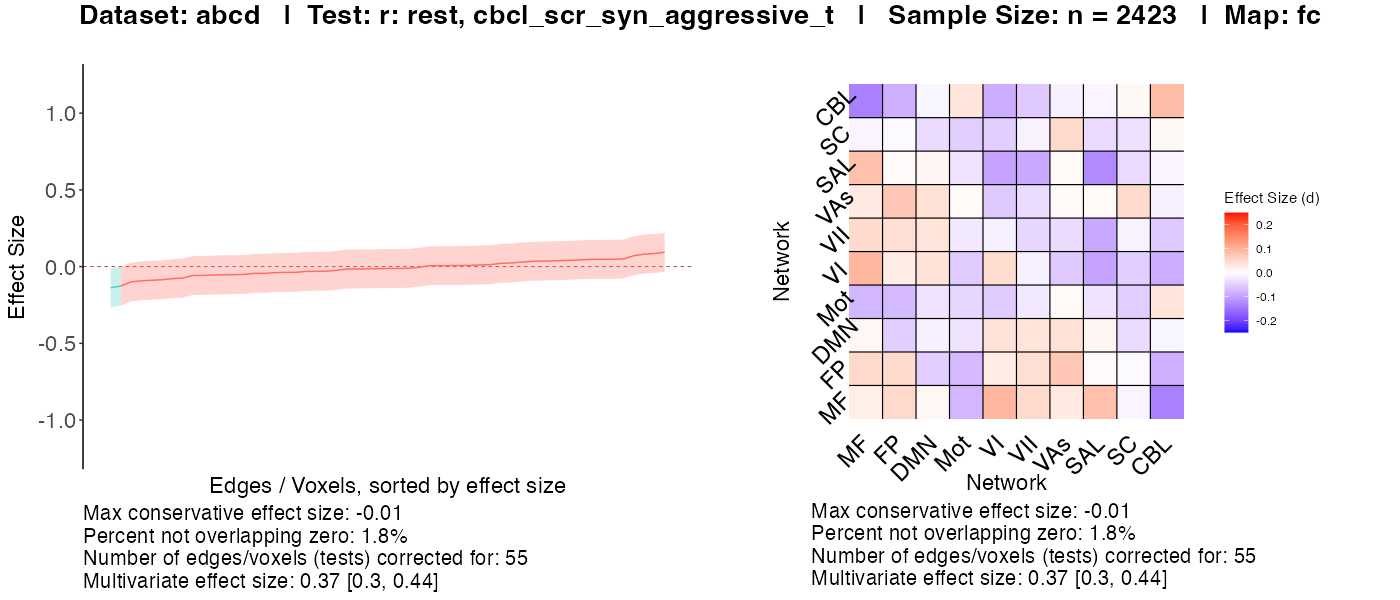 Dataset: abcd | Test: r: rest, cbcl_scr_syn_aggressive_t | Sample Size: n = 2423 | Map: fc
Effect Size
1.0
0.5
0.0
-0.5
-1.0
Edges / Voxels, sorted by effect size
Max conservative effect size: -0.01
Percent not overlapping zero: 1.8%
Number of edges/voxels (tests) corrected for: 55
Multivariate effect size: 0.37 [0.3, 0.44]
Network
CBL
SC
SAL
VAs
VII
VI
Mot
DMN
FP
MF
MF FP DMN Mot VI VII VAs SAL SC CBL
Network
Effect Size (d)
0.2
0.1
0.0
-0.1
-0.2
Max conservative effect size: -0.01
Percent not overlapping zero: 1.8%
Number of edges/voxels (tests) corrected for: 55
Multivariate effect size: 0.37 [0.3, 0.44]